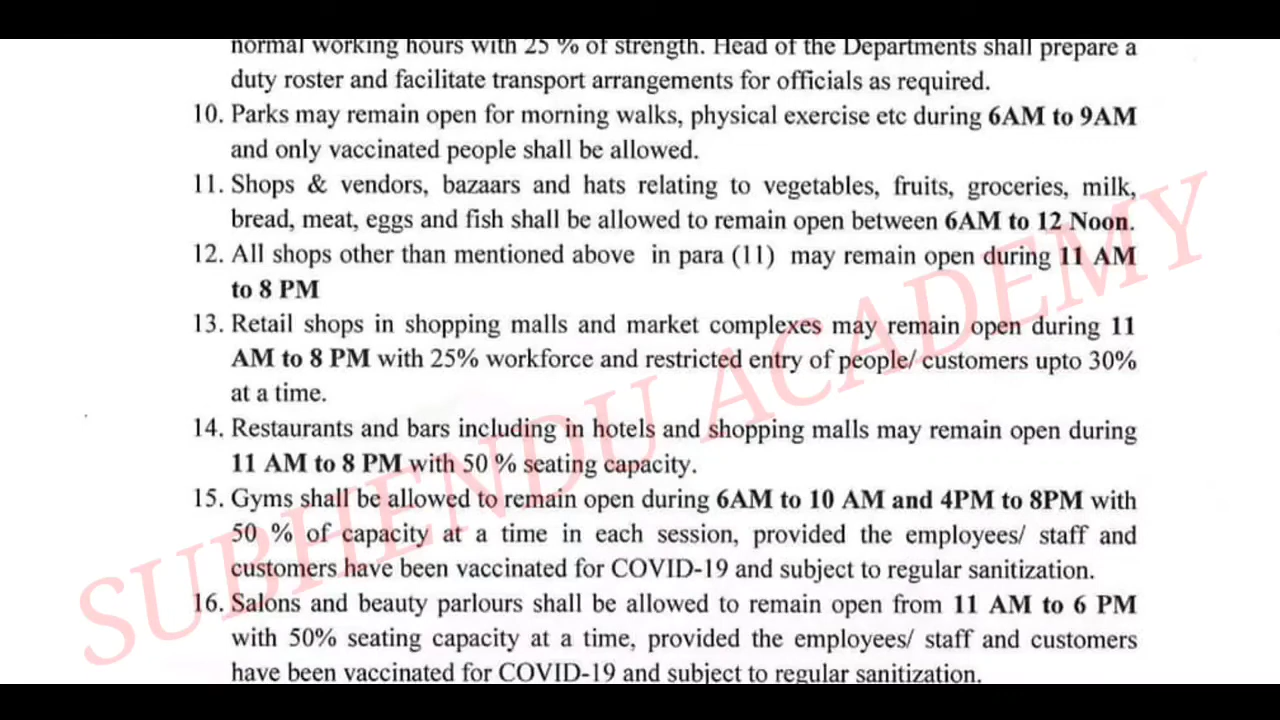 normal working hours with 25 % of strength. Head of the Departments shall prepare a
duty roster and facilitate transport arrangements for officials as required.
10. Parks may remain open for morning walks, physical exercise etc during 6AM to 9AM
and only vaccinated people shall be allowed.
11. Shops & vendors, bazaars and hats relating to vegetables, fruits, groceries, milk,
bread, meat, eggs and fish shall be allowed to remain open between 6AM to 12 Noon.
12. All shops other than mentioned above in para (11) may remain open during 11 AM
to 8 PM
13. Retail shops in shopping malls and market complexes may remain open during 11
AM to 8 PM with 25% workforce and restricted entry of people/ customers upto 30%
at a time.
14. Restaurants and bars including in hotels and shopping malls may remain open during
11 AM to 8 PM with 50 % seating capacity.
15. Gyms shall be allowed to remain open during 6AM to 10 AM and 4PM to 8PM with
50 % of capacity at a time in each session, provided the employees/ staff and
customers have been vaccinated for COVID-19 and subject to regular sanitization.
16. Salons and beauty parlours shall be allowed to remain open from 11 AM to 6 PM
with 50% seating capacity at a time, provided the employees/ staff and customers
have been vaccinated for COVID-19 and subject to regular sanitization.
SUBHENDU ACADEMY